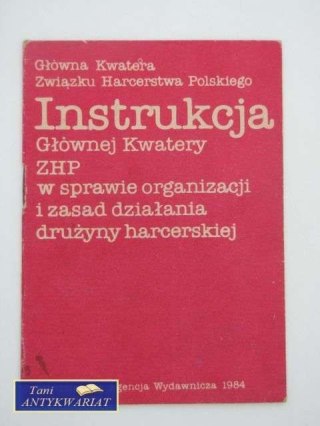 Główna Kwatera
Związku Harcerstwa Polskiego
Instrukcja
Głównej Kwatery
ZHP
w sprawie organizacji
i zasad działania
drużyny harcerskiej
Wydawnicza 1984
Tani
ANTYKWARIAT